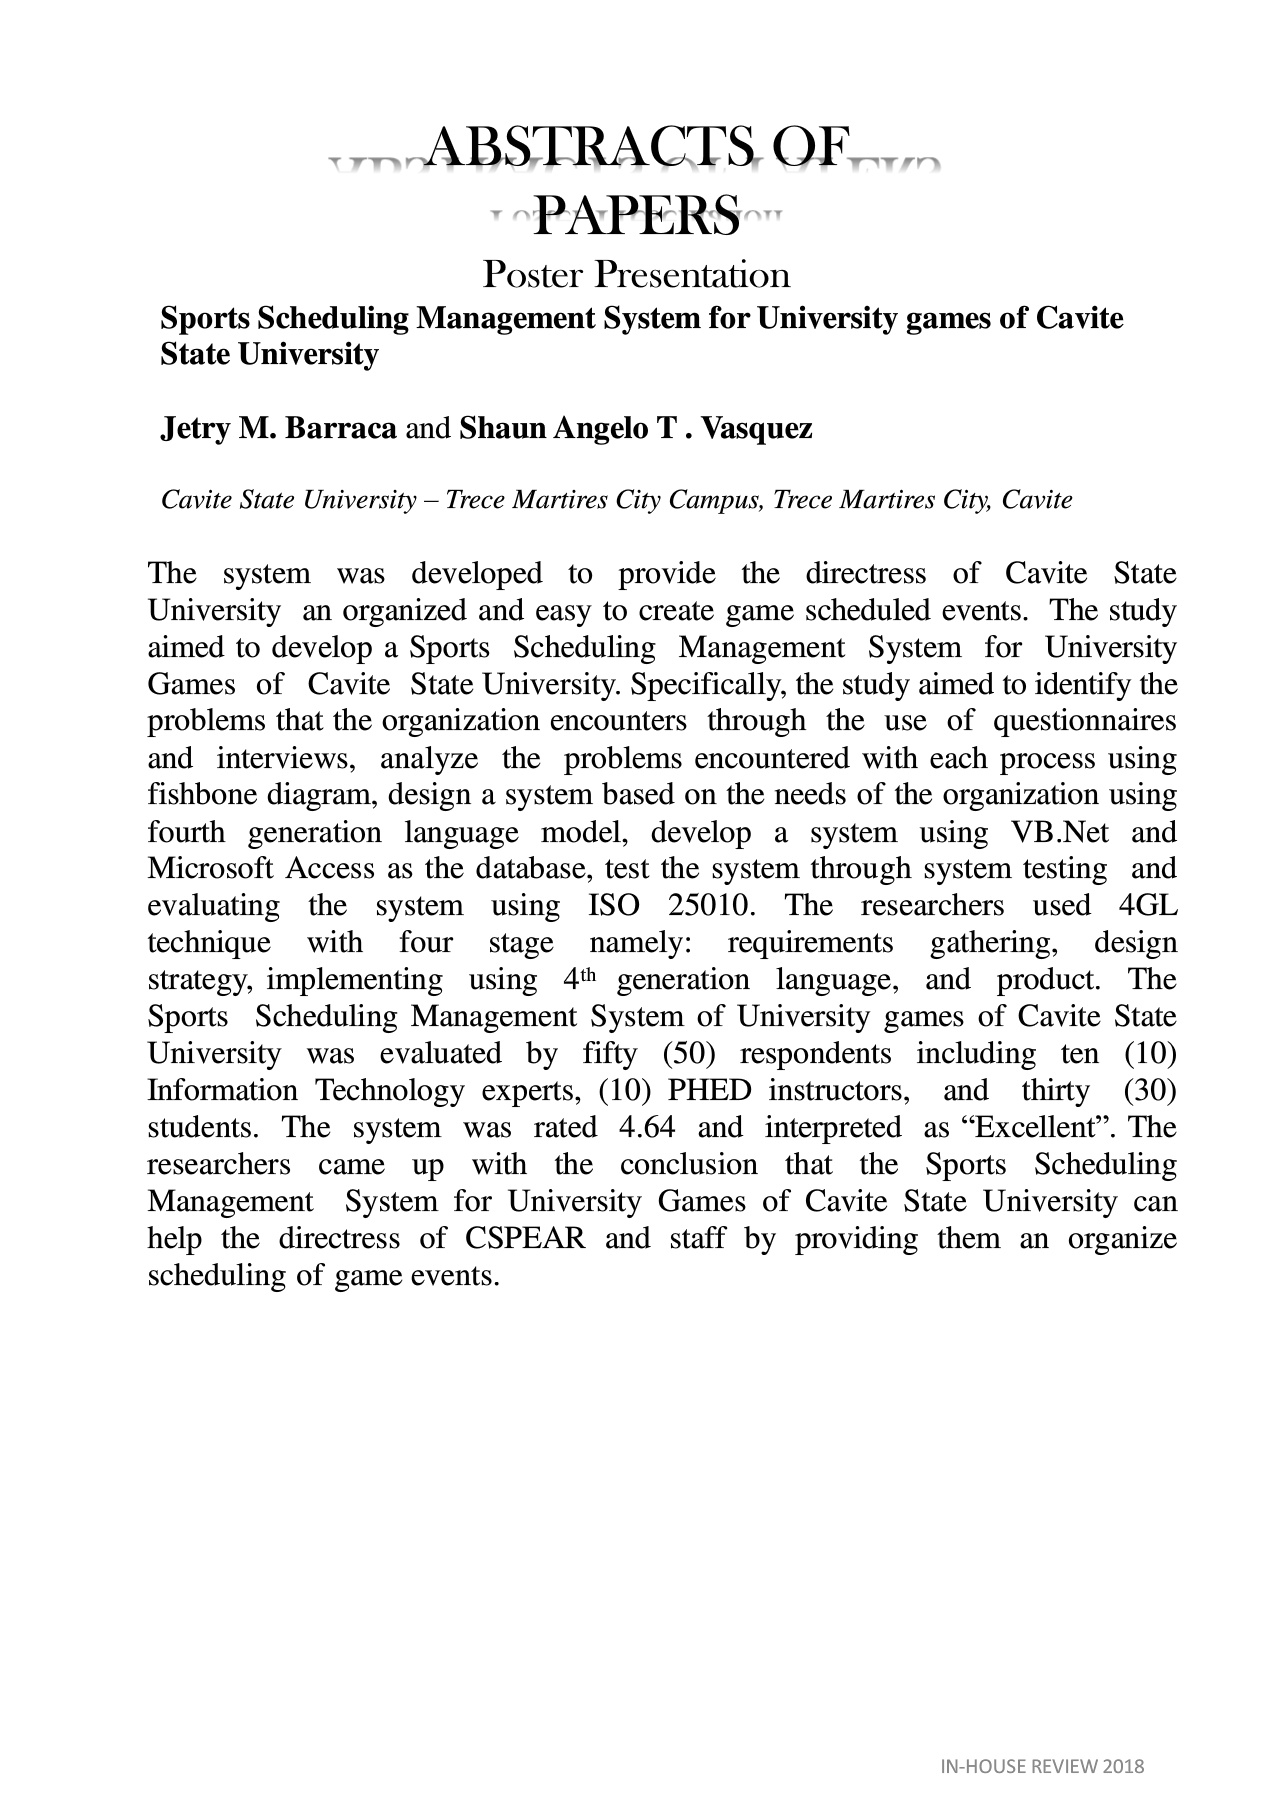 ABSTRACTS OF
PAPERS
Poster Presentation
Sports Scheduling Management System for University games of Cavite
State University
Jetry M. Barraca and Shaun Angelo T . Vasquez
Cavite State University – Trece Martires City Campus, Trece Martires City, Cavite
The system was developed to provide the directress of Cavite State
University an organized and easy to create game scheduled events. The study
aimed to develop a Sports Scheduling Management System for University
Games of Cavite State University. Specifically, the study aimed to identify the
problems that the organization encounters through the use of questionnaires
and interviews, analyze the problems encountered with each process using
fishbone diagram, design a system based on the needs of the organization using
fourth generation language model, develop a system using VB.Net and
Microsoft Access as the database, test the system through system testing and
evaluating the system using ISO 25010. The researchers used 4GL
technique with four stage namely: requirements gathering, design
strategy, implementing using 4th generation language, and product. The
Sports Scheduling Management System of University games of Cavite State
University was evaluated by fifty (50) respondents including ten (10)
Information Technology experts, (10) PHED instructors, and thirty (30)
students. The system was rated 4.64 and interpreted as “Excellent”. The
researchers came up with the conclusion that the Sports Scheduling
Management System for University Games of Cavite State University can
help the directress of CSPEAR and staff by providing them an organize
scheduling of game events.
IN-HOUSE REVIEW 2018